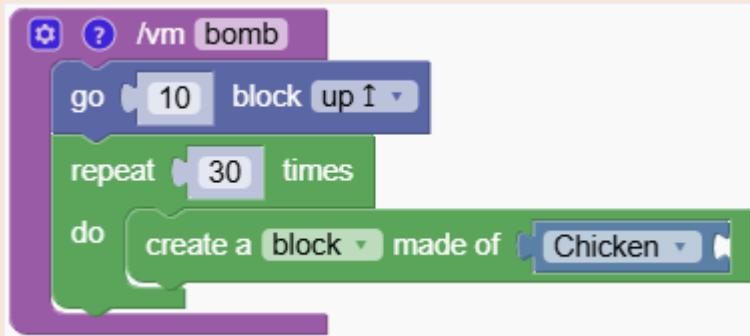 ? /vm bomb
go 10 block up ↥
repeat 30 times
do create a block made of Chicken